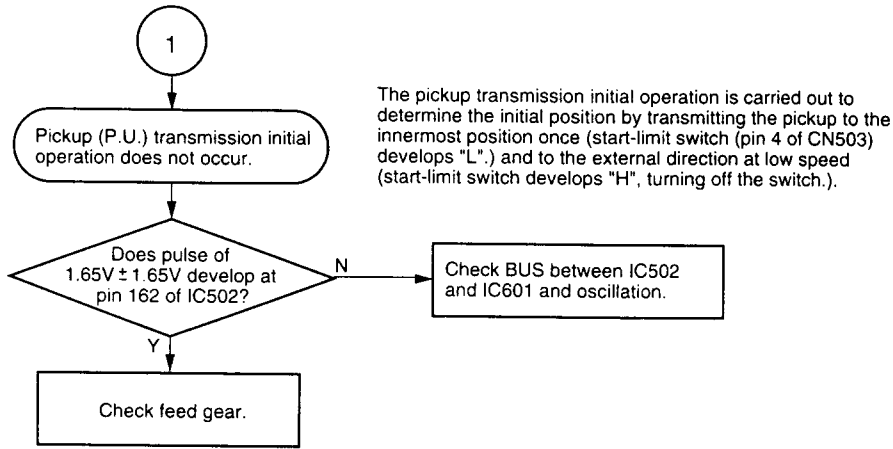 1
Pickup (P.U.) transmission initial
operation does not occur.
The pickup transmission initial operation is carried out to
determine the initial position by transmitting the pickup to the
innermost position once (start-limit switch (pin 4 of CN503)
develops "L".) and to the external direction at low speed
(start-limit switch develops "H", turning off the switch.).
Does pulse of
1.65V ± 1.65V develop at
pin 162 of IC502?
N
Check BUS between IC502
and IC601 and oscillation.
Y
Check feed gear.